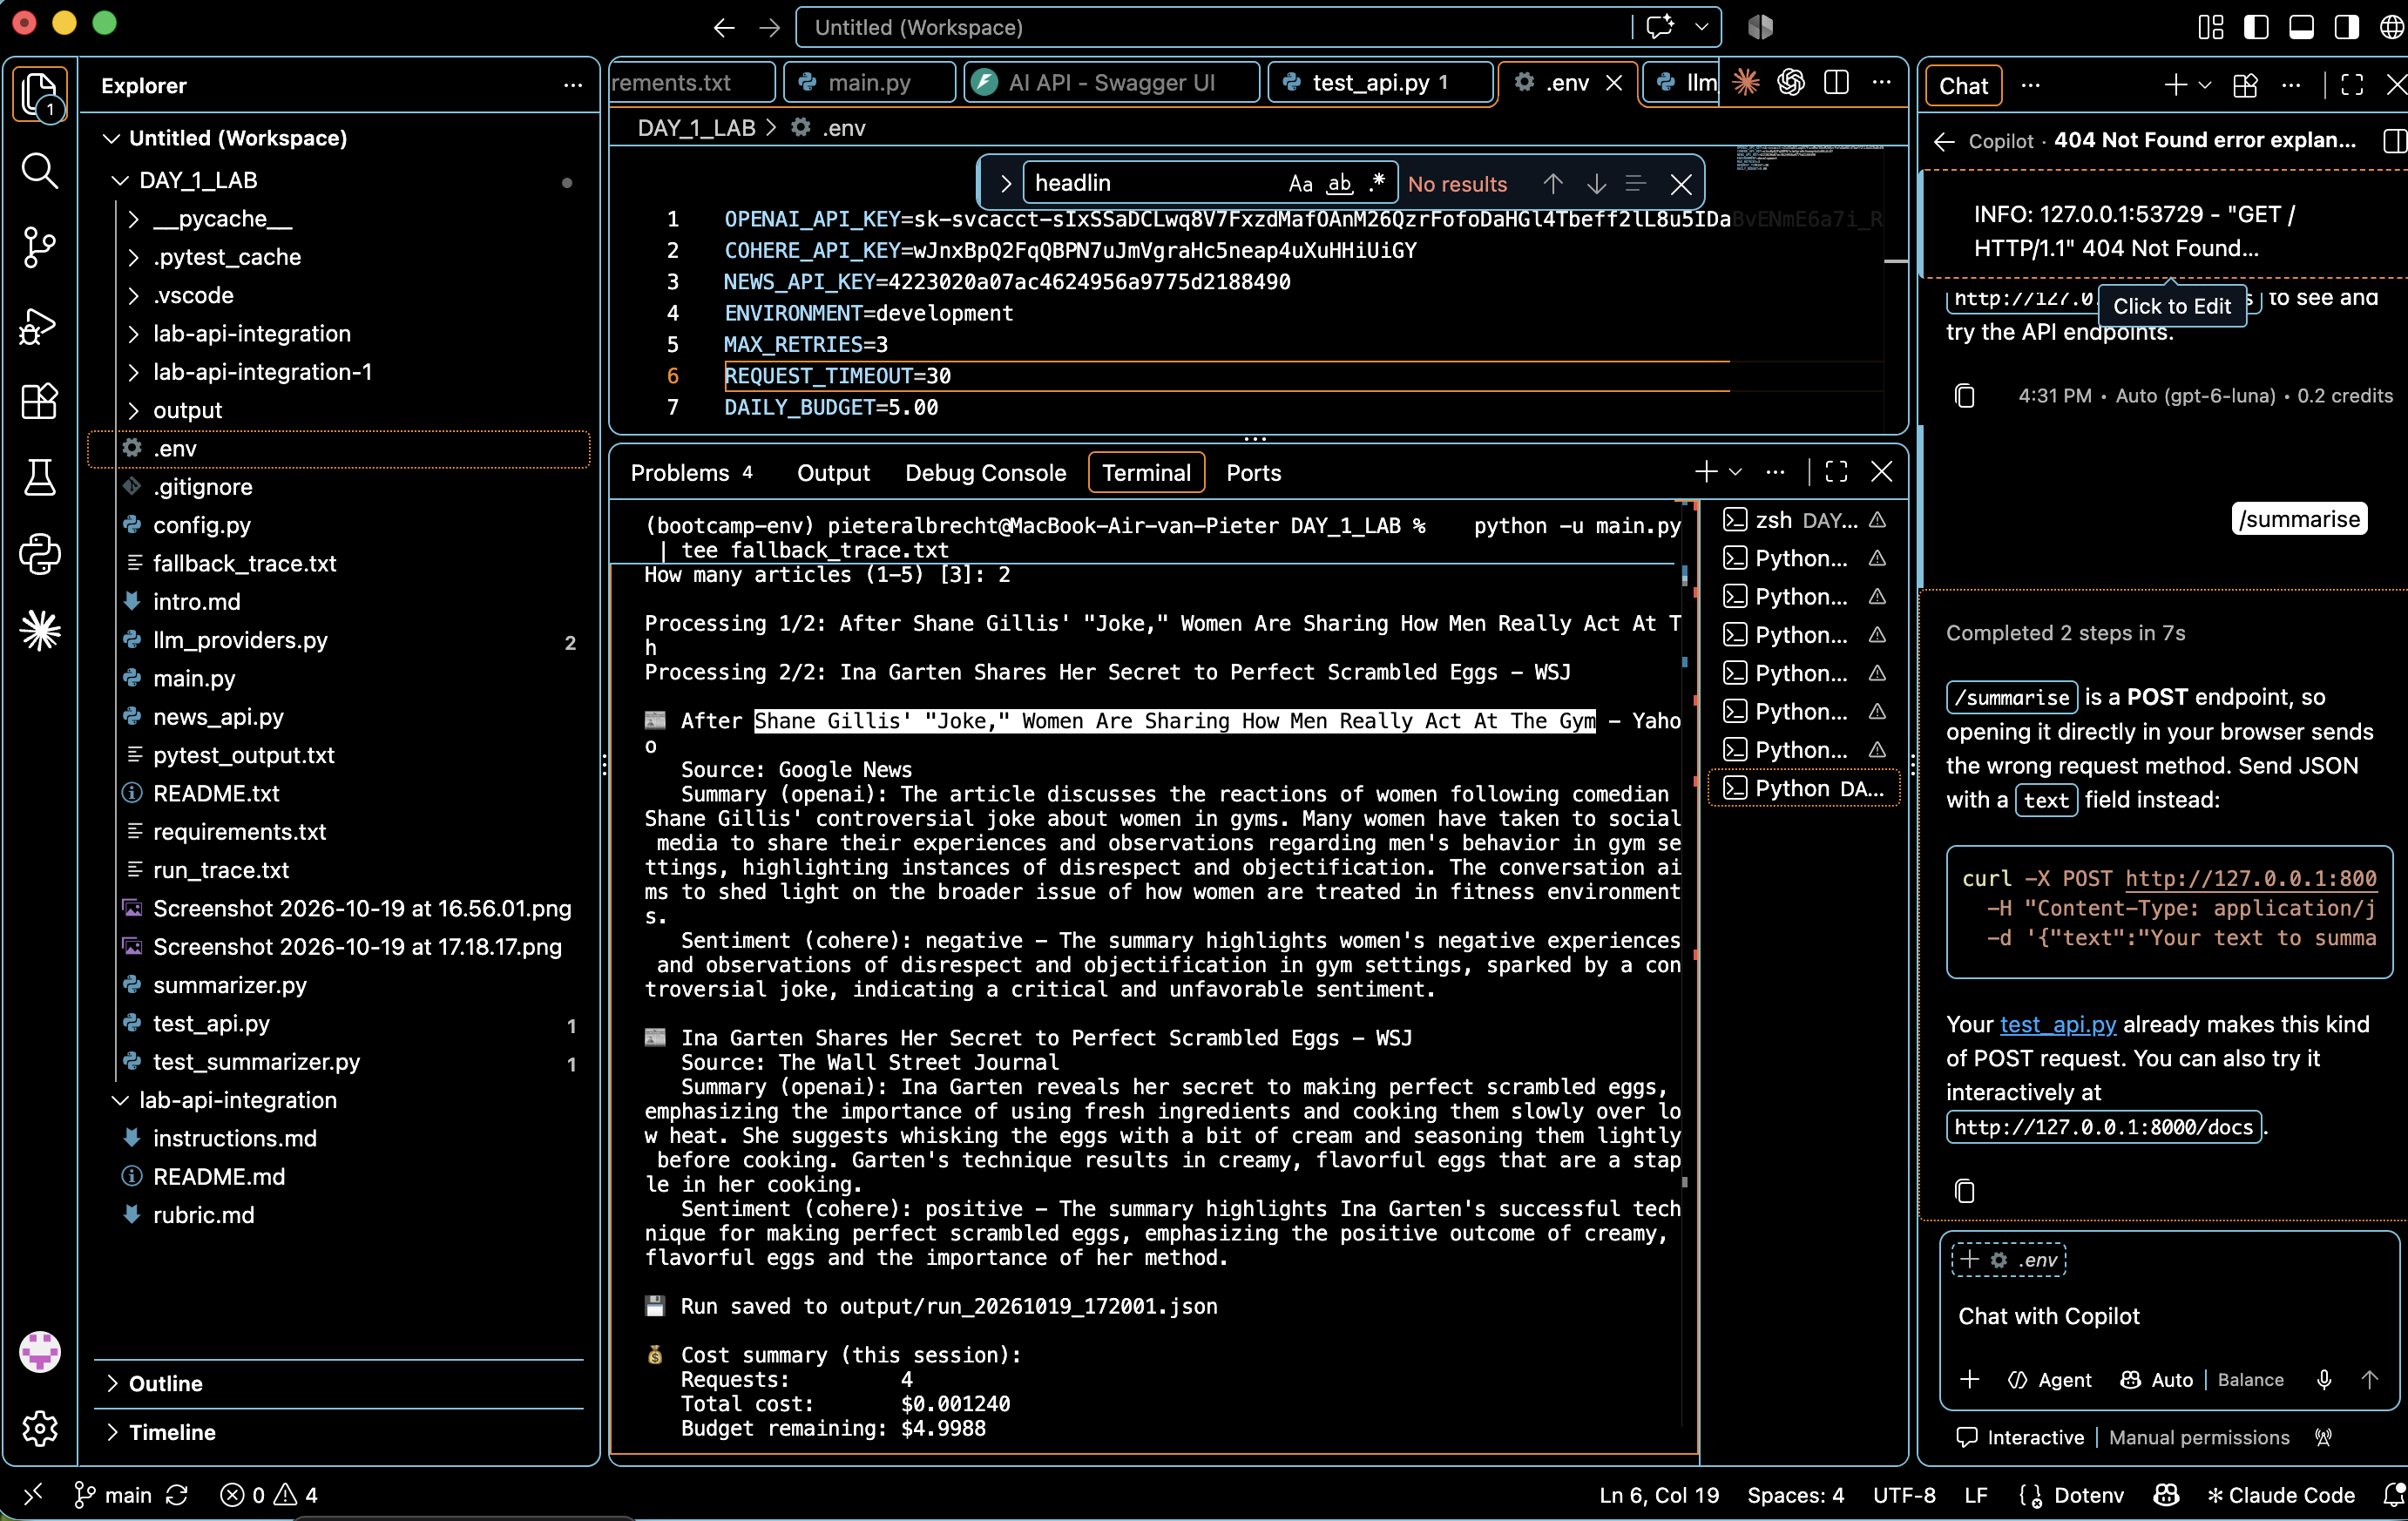 Untitled (Workspace)
Explorer
Untitled (Workspace)
DAY_1_LAB
__pycache__
.pytest_cache
.vscode
lab-api-integration
lab-api-integration-1
output
.env
.gitignore
config.py
fallback_trace.txt
intro.md
llm_providers.py 2
main.py
news_api.py
pytest_output.txt
README.txt
requirements.txt
run_trace.txt
Screenshot 2026-10-19 at 16.56.01.png
Screenshot 2026-10-19 at 17.18.17.png
summarizer.py
test_api.py 1
test_summarizer.py 1
lab-api-integration
instructions.md
README.md
rubric.md
Outline
Timeline
rements.txt main.py AI API - Swagger UI test_api.py 1 .env llm
DAY_1_LAB > .env
headlin Aa ab .* No results
1 OPENAI_API_KEY=
2 COHERE_API_KEY=wJnxBpQ2FqQBPN7uJmVgraHc5neap4uXuHHiUiGY
3 NEWS_API_KEY=4223020a07ac4624956a9775d2188490
4 ENVIRONMENT=development
5 MAX_RETRIES=3
6 REQUEST_TIMEOUT=30
7 DAILY_BUDGET=5.00
Problems 4 Output Debug Console Terminal Ports
(bootcamp-env) pieteralbrecht@MacBook-Air-van-Pieter DAY_1_LAB % python -u main.py
| tee fallback_trace.txt
How many articles (1-5) [3]: 2
Processing 1/2: After Shane Gillis' "Joke," Women Are Sharing How Men Really Act At T
h
Processing 2/2: Ina Garten Shares Her Secret to Perfect Scrambled Eggs - WSJ
After Shane Gillis' "Joke," Women Are Sharing How Men Really Act At The Gym - Yaho
o
Source: Google News
Summary (openai): The article discusses the reactions of women following comedian
Shane Gillis' controversial joke about women in gyms. Many women have taken to social
media to share their experiences and observations regarding men's behavior in gym se
ttings, highlighting instances of disrespect and objectification. The conversation ai
ms to shed light on the broader issue of how women are treated in fitness environment
s.
Sentiment (cohere): negative - The summary highlights women's negative experiences
and observations of disrespect and objectification in gym settings, sparked by a con
troversial joke, indicating a critical and unfavorable sentiment.
Ina Garten Shares Her Secret to Perfect Scrambled Eggs - WSJ
Source: The Wall Street Journal
Summary (openai): Ina Garten reveals her secret to making perfect scrambled eggs,
emphasizing the importance of using fresh ingredients and cooking them slowly over lo
w heat. She suggests whisking the eggs with a bit of cream and seasoning them lightly
before cooking. Garten's technique results in creamy, flavorful eggs that are a stap
le in her cooking.
Sentiment (cohere): positive - The summary highlights Ina Garten's successful tech
nique for making perfect scrambled eggs, emphasizing the positive outcome of creamy,
flavorful eggs and the importance of her method.
Run saved to output/run_20261019_172001.json
Cost summary (this session):
Requests: 4
Total cost: $0.001240
Budget remaining: $4.9988
zsh DAY...
Python...
Python...
Python...
Python...
Python...
Python...
Python DA...
Chat
Copilot · 404 Not Found error explan...
INFO: 127.0.0.1:53729 - "GET /
HTTP/1.1" 404 Not Found...
http://127.0. s to see and
Click to Edit
try the API endpoints.
4:31 PM • Auto (gpt-6-luna) • 0.2 credits
/summarise
Completed 2 steps in 7s
/summarise is a POST endpoint, so
opening it directly in your browser sends
the wrong request method. Send JSON
with a text field instead:
curl -X POST http://127.0.0.1:800
-H "Content-Type: application/j
-d '{"text":"Your text to summa
Your test_api.py already makes this kind
of POST request. You can also try it
interactively at
http://127.0.0.1:8000/docs.
.env
Chat with Copilot
Agent Auto Balance
Interactive Manual permissions
main 0 4 Ln 6, Col 19 Spaces: 4 UTF-8 LF Dotenv Claude Code
1